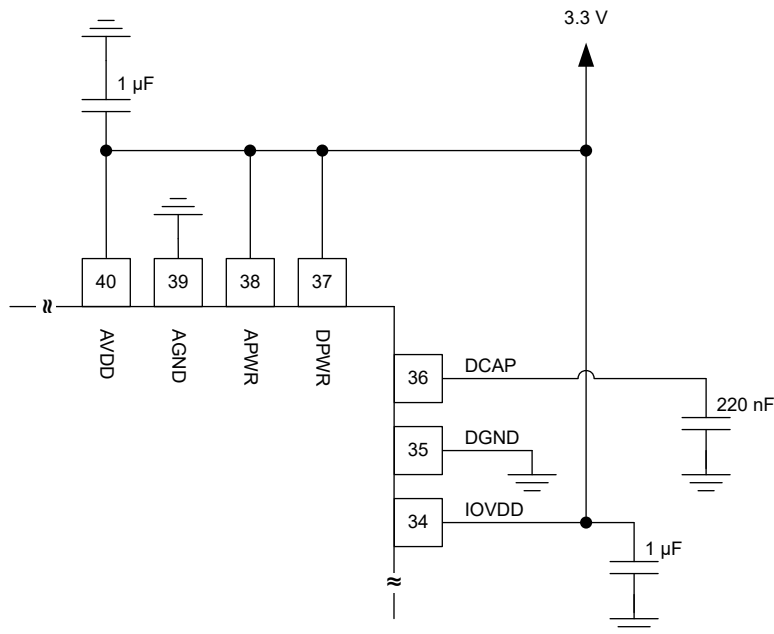 3.3 V
1 µF
40
39
38
37
AVDD
AGND
APWR
DPWR
36
DCAP
220 nF
35
DGND
34
IOVDD
1 µF